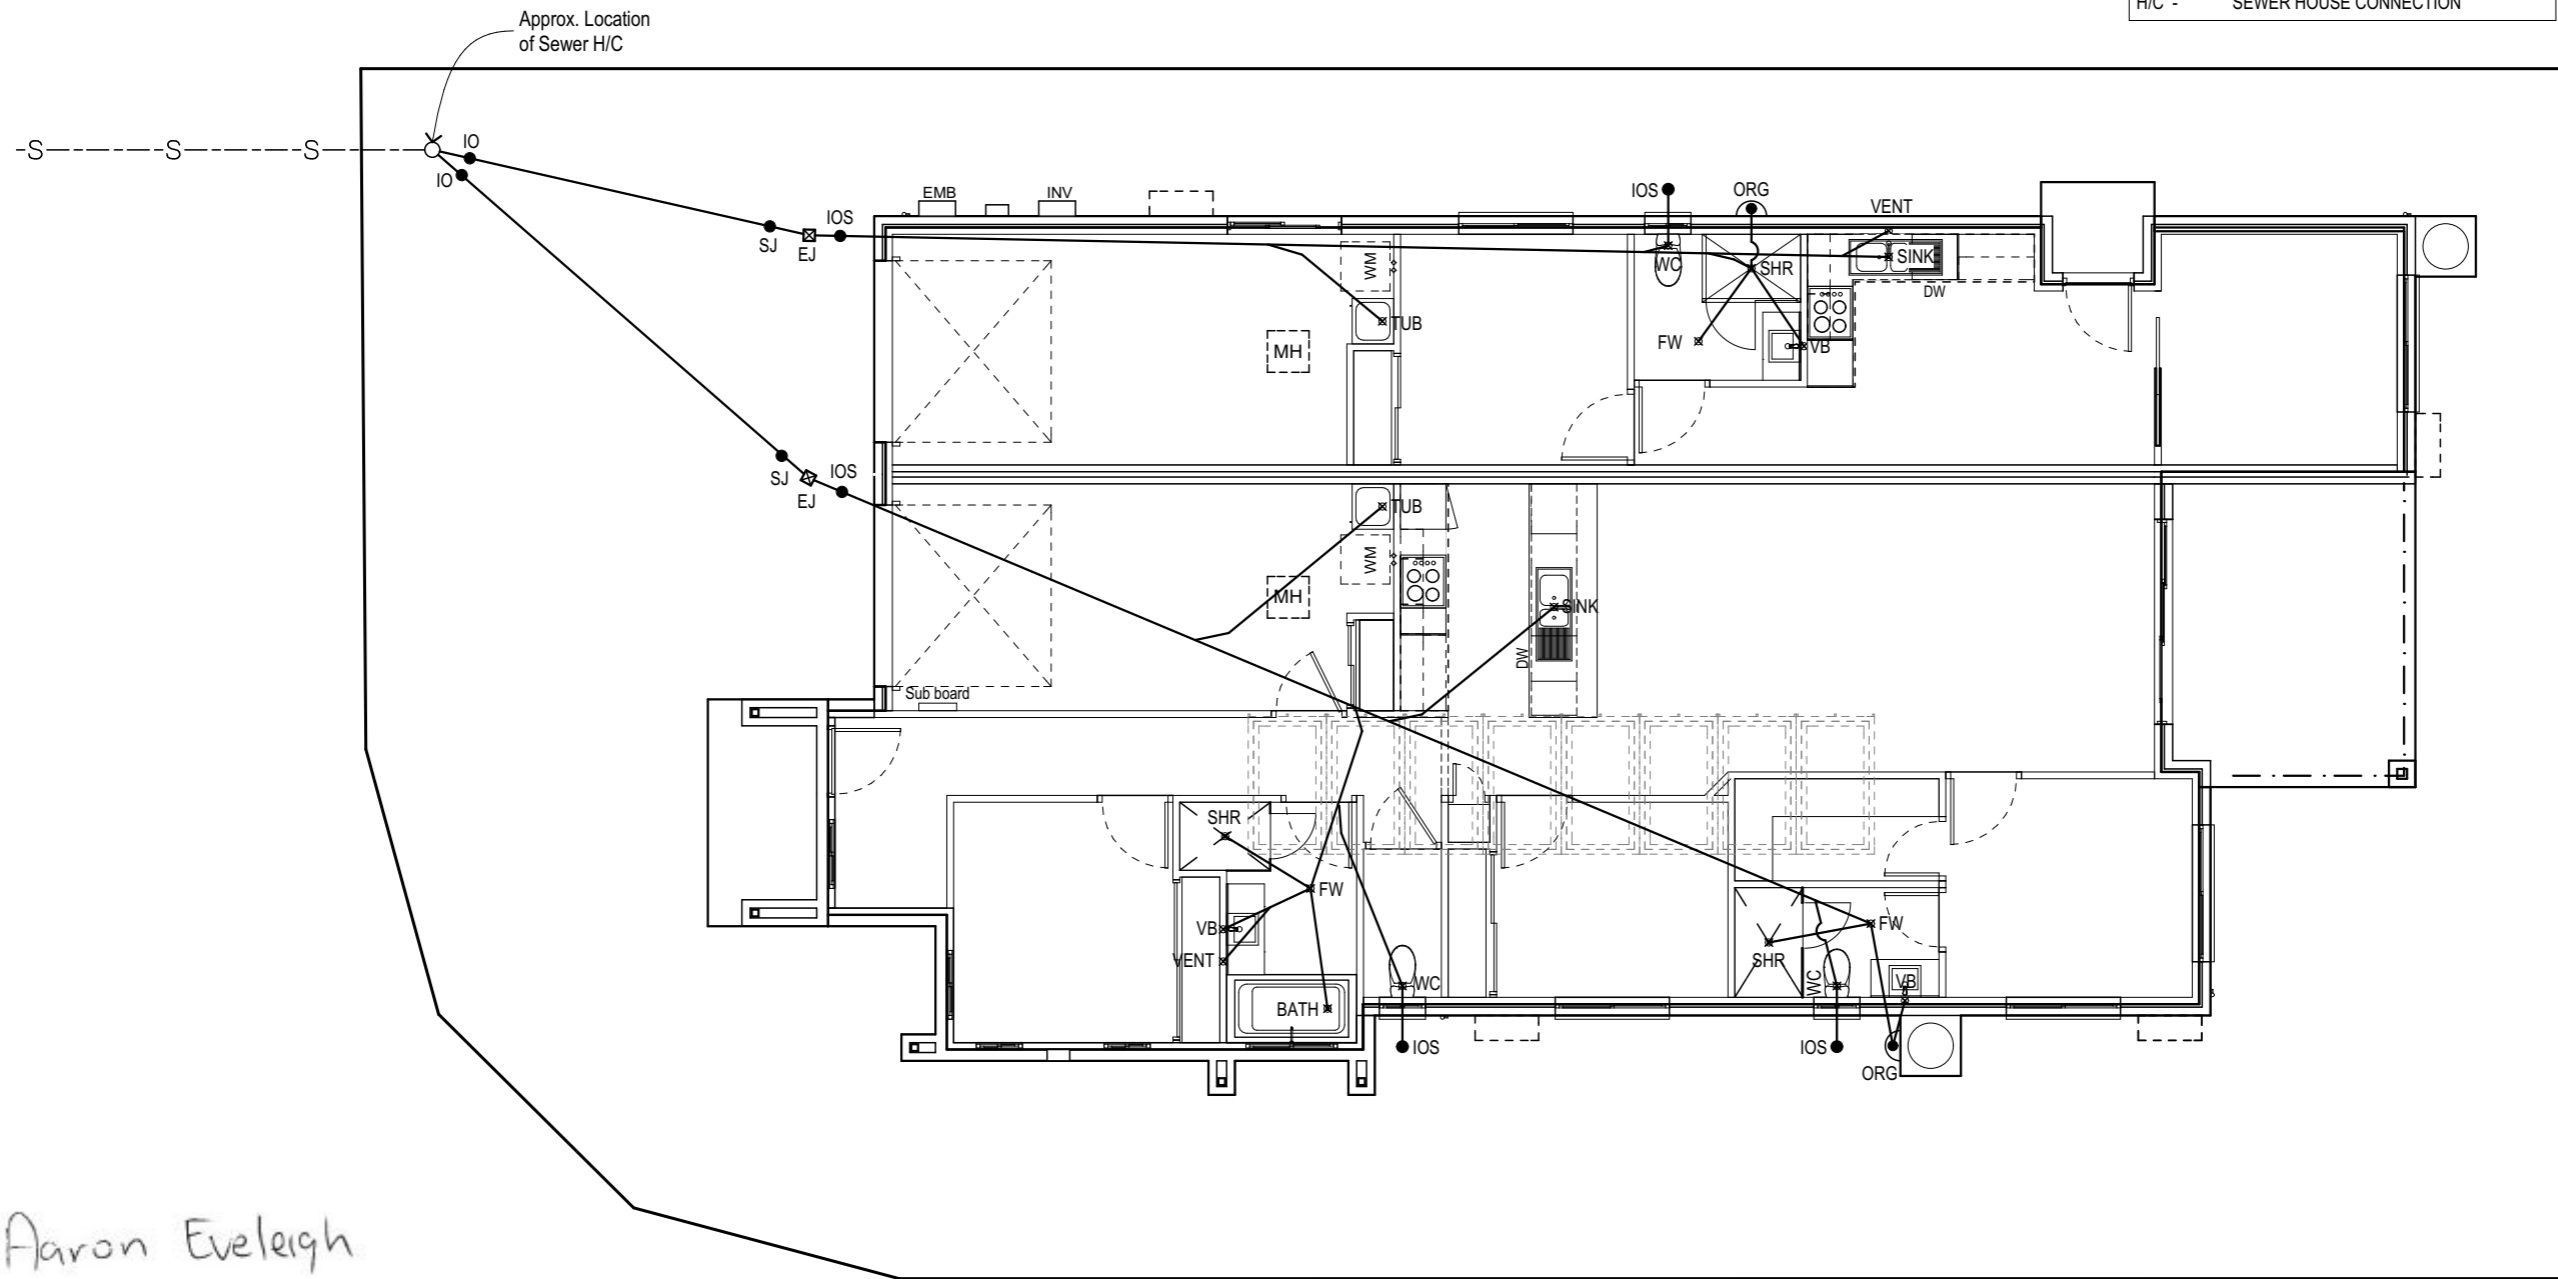 H/C - SEWER HOUSE CONNECTION
Approx. Location
of Sewer H/C
S S S
IO
IO
SJ
EJ
IOS
EMB
INV
IOS
ORG
VENT
WM
WC
SHR
SINK
DW
TUB
MH
FW
VB
SJ
EJ
IOS
TUB
WM
MH
SINK
DW
Sub board
SHR
FW
VB
VENT
BATH
WC
IOS
FW
SHR
WC
VB
IOS
ORG
Aaron Eveleigh